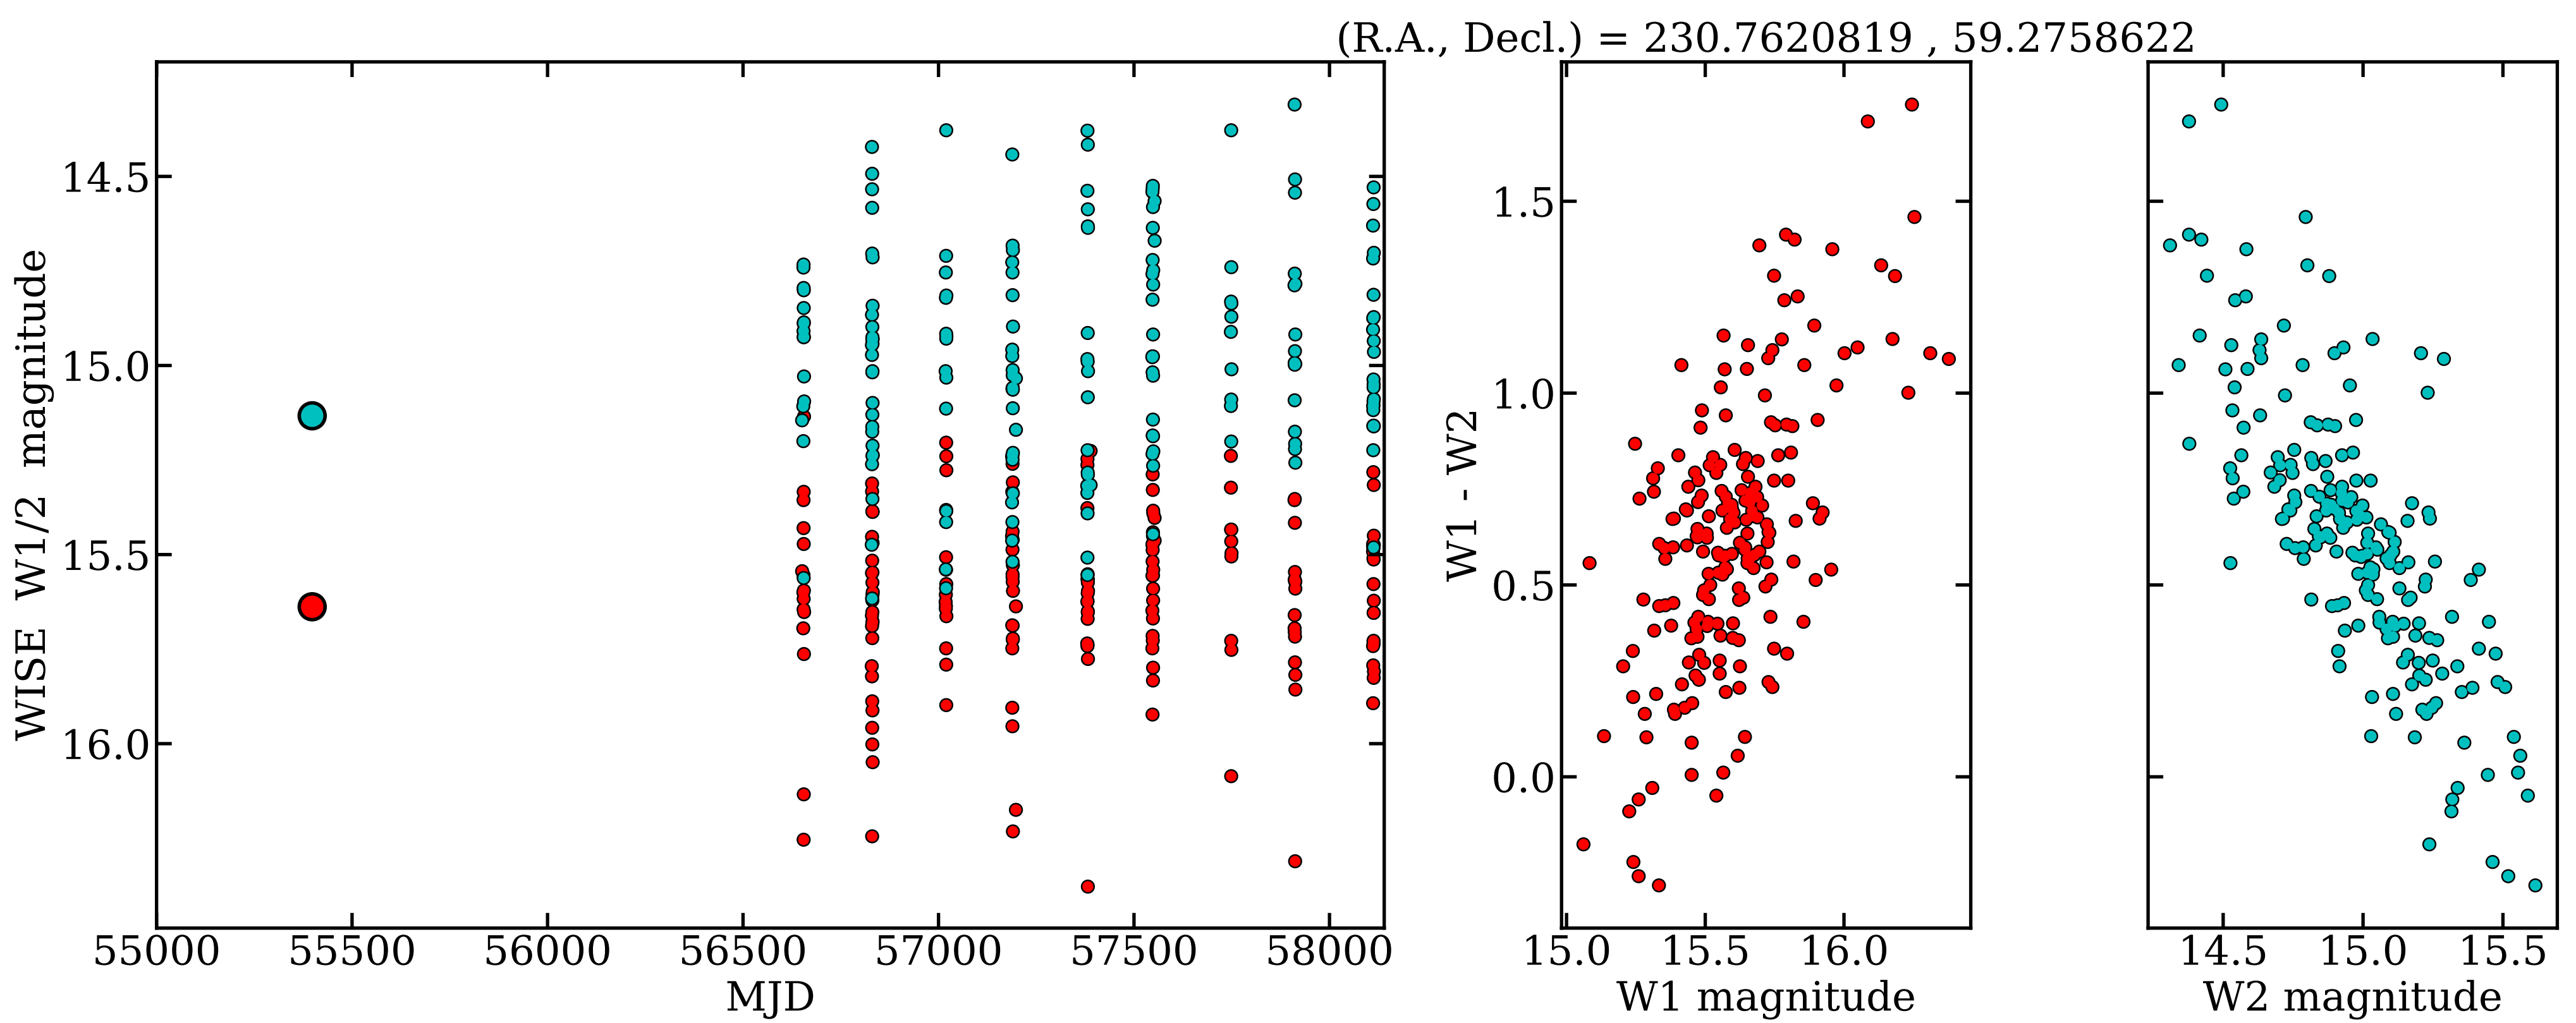 (R.A., Decl.) = 230.7620819 , 59.2758622
WISE W1/2 magnitude
14.5
15.0
15.5
16.0
55000 55500 56000 56500 57000 57500 58000
MJD
W1 - W2
1.5
1.0
0.5
0.0
15.0 15.5 16.0
W1 magnitude
14.5 15.0 15.5
W2 magnitude